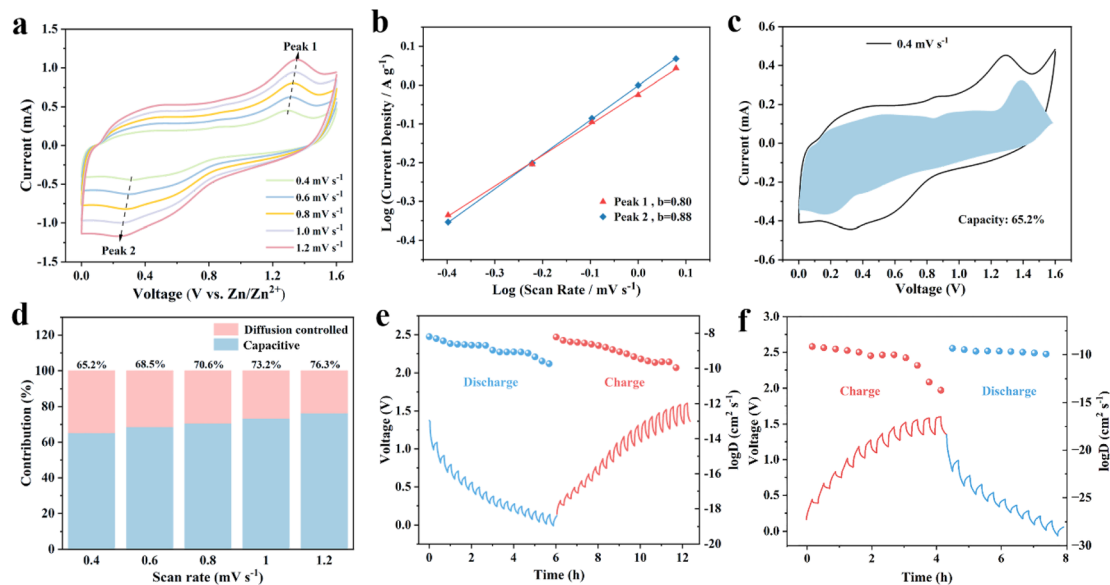 a
1.5
1.0
0.5
0.0
-0.5
-1.0
-1.5
Current (mA)
Peak 1
Peak 2
0.4 mV s⁻¹
0.6 mV s⁻¹
0.8 mV s⁻¹
1.0 mV s⁻¹
1.2 mV s⁻¹
0.0 0.4 0.8 1.2 1.6
Voltage (V vs. Zn/Zn²⁺)
b
0.1
0.0
-0.1
-0.2
-0.3
Log (Current Density / A g⁻¹)
Peak 1 , b=0.80
Peak 2 , b=0.88
-0.4 -0.3 -0.2 -0.1 0.0 0.1
Log (Scan Rate / mV s⁻¹)
c
0.6
0.4
0.2
0.0
-0.2
-0.4
-0.6
Current (mA)
0.4 mV s⁻¹
Capacity: 65.2%
0.0 0.4 0.8 1.2 1.6
Voltage (V)
d
120
100
80
60
40
20
0
Contribution (%)
Diffusion controlled
Capacitive
65.2% 68.5% 70.6% 73.2% 76.3%
0.4 0.6 0.8 1 1.2
Scan rate (mV s⁻¹)
e
2.5
2.0
1.5
1.0
0.5
0.0
Voltage (V)
Discharge
Charge
-8
-10
-12
-14
-16
-18
-20
logD (cm² s⁻¹)
0 2 4 6 8 10 12
Time (h)
f
3.0
2.5
2.0
1.5
1.0
0.5
0.0
Voltage (V)
Charge
Discharge
-10
-15
-20
-25
-30
logD (cm² s⁻¹)
0 2 4 6 8
Time (h)